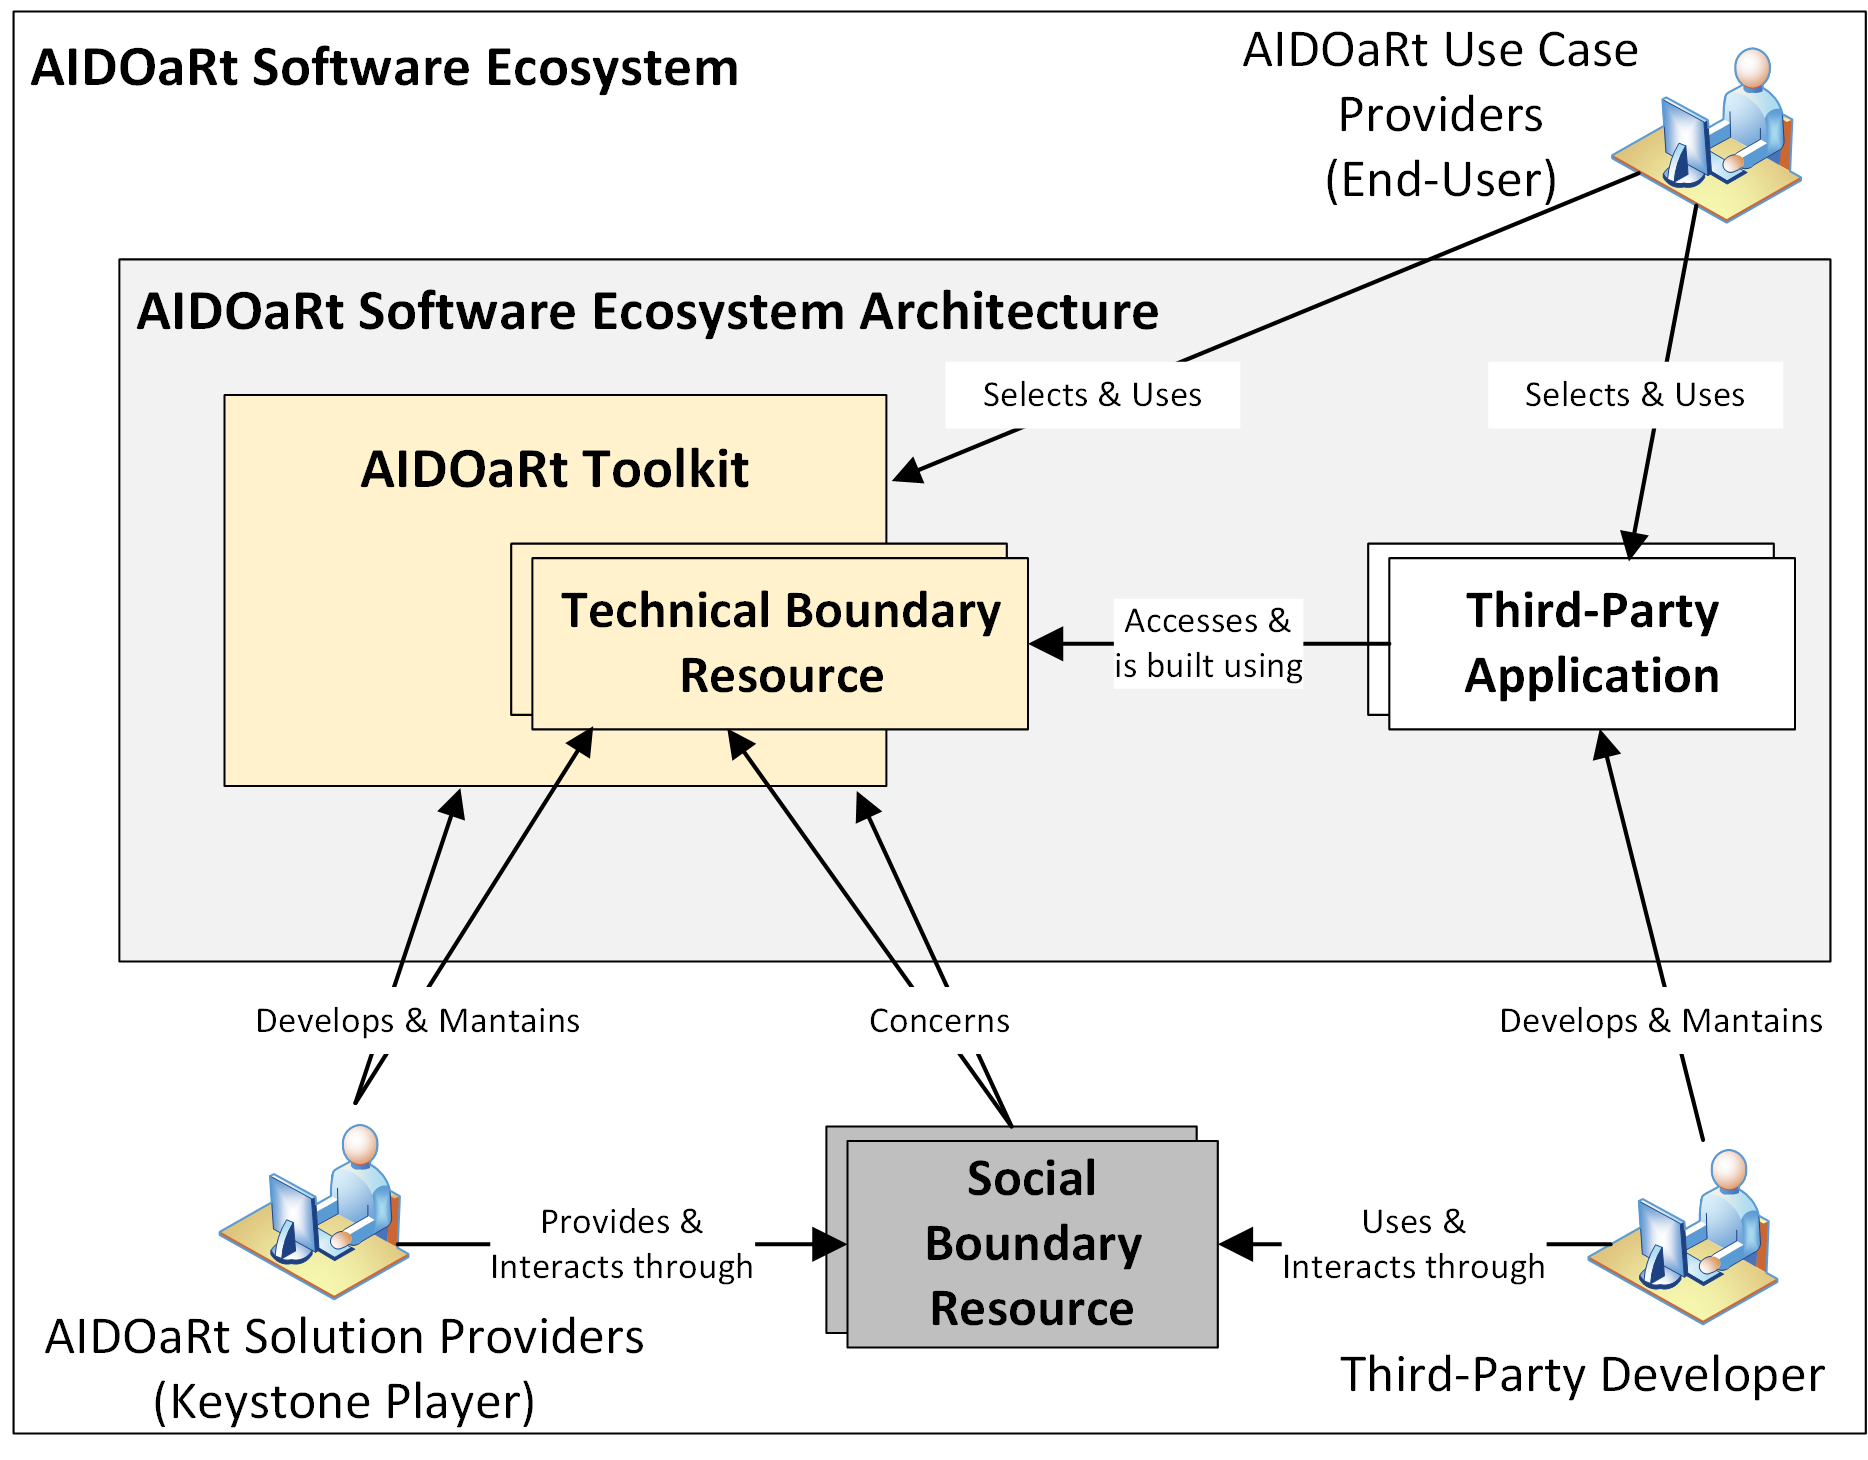 AIDOaRt Software Ecosystem
AIDOaRt Use Case
Providers
(End-User)
AIDOaRt Software Ecosystem Architecture
Selects & Uses
Selects & Uses
AIDOaRt Toolkit
Technical Boundary
Resource
Accesses &
is built using
Third-Party
Application
Develops & Mantains
Concerns
Develops & Mantains
Provides &
Interacts through
Social
Boundary
Resource
Uses &
Interacts through
AIDOaRt Solution Providers
(Keystone Player)
Third-Party Developer